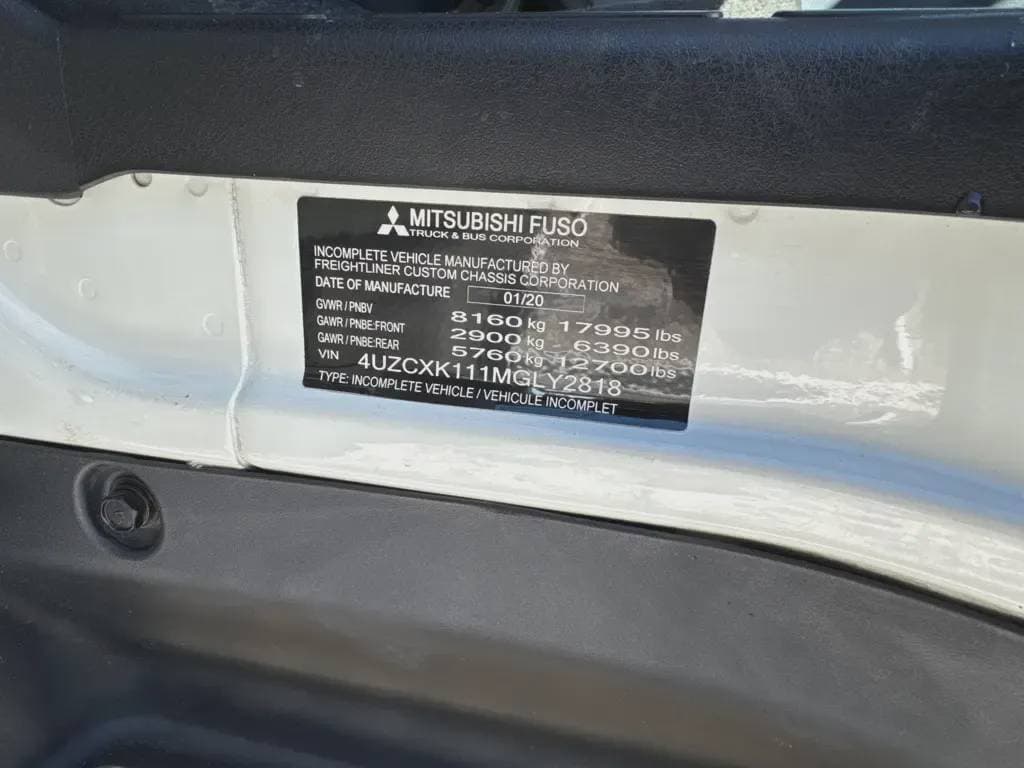 MITSUBISHI FUSO
TRUCK & BUS CORPORATION
INCOMPLETE VEHICLE MANUFACTURED BY
FREIGHTLINER CUSTOM CHASSIS CORPORATION
DATE OF MANUFACTURE 01/20
GVWR / PNBV 8160 kg 17995 lbs
GAWR / PNBE:FRONT 2900 kg 6390 lbs
GAWR / PNBE:REAR 5760 kg 12700 lbs
VIN 4UZCXK111MGLY2818
TYPE: INCOMPLETE VEHICLE / VEHICULE INCOMPLET